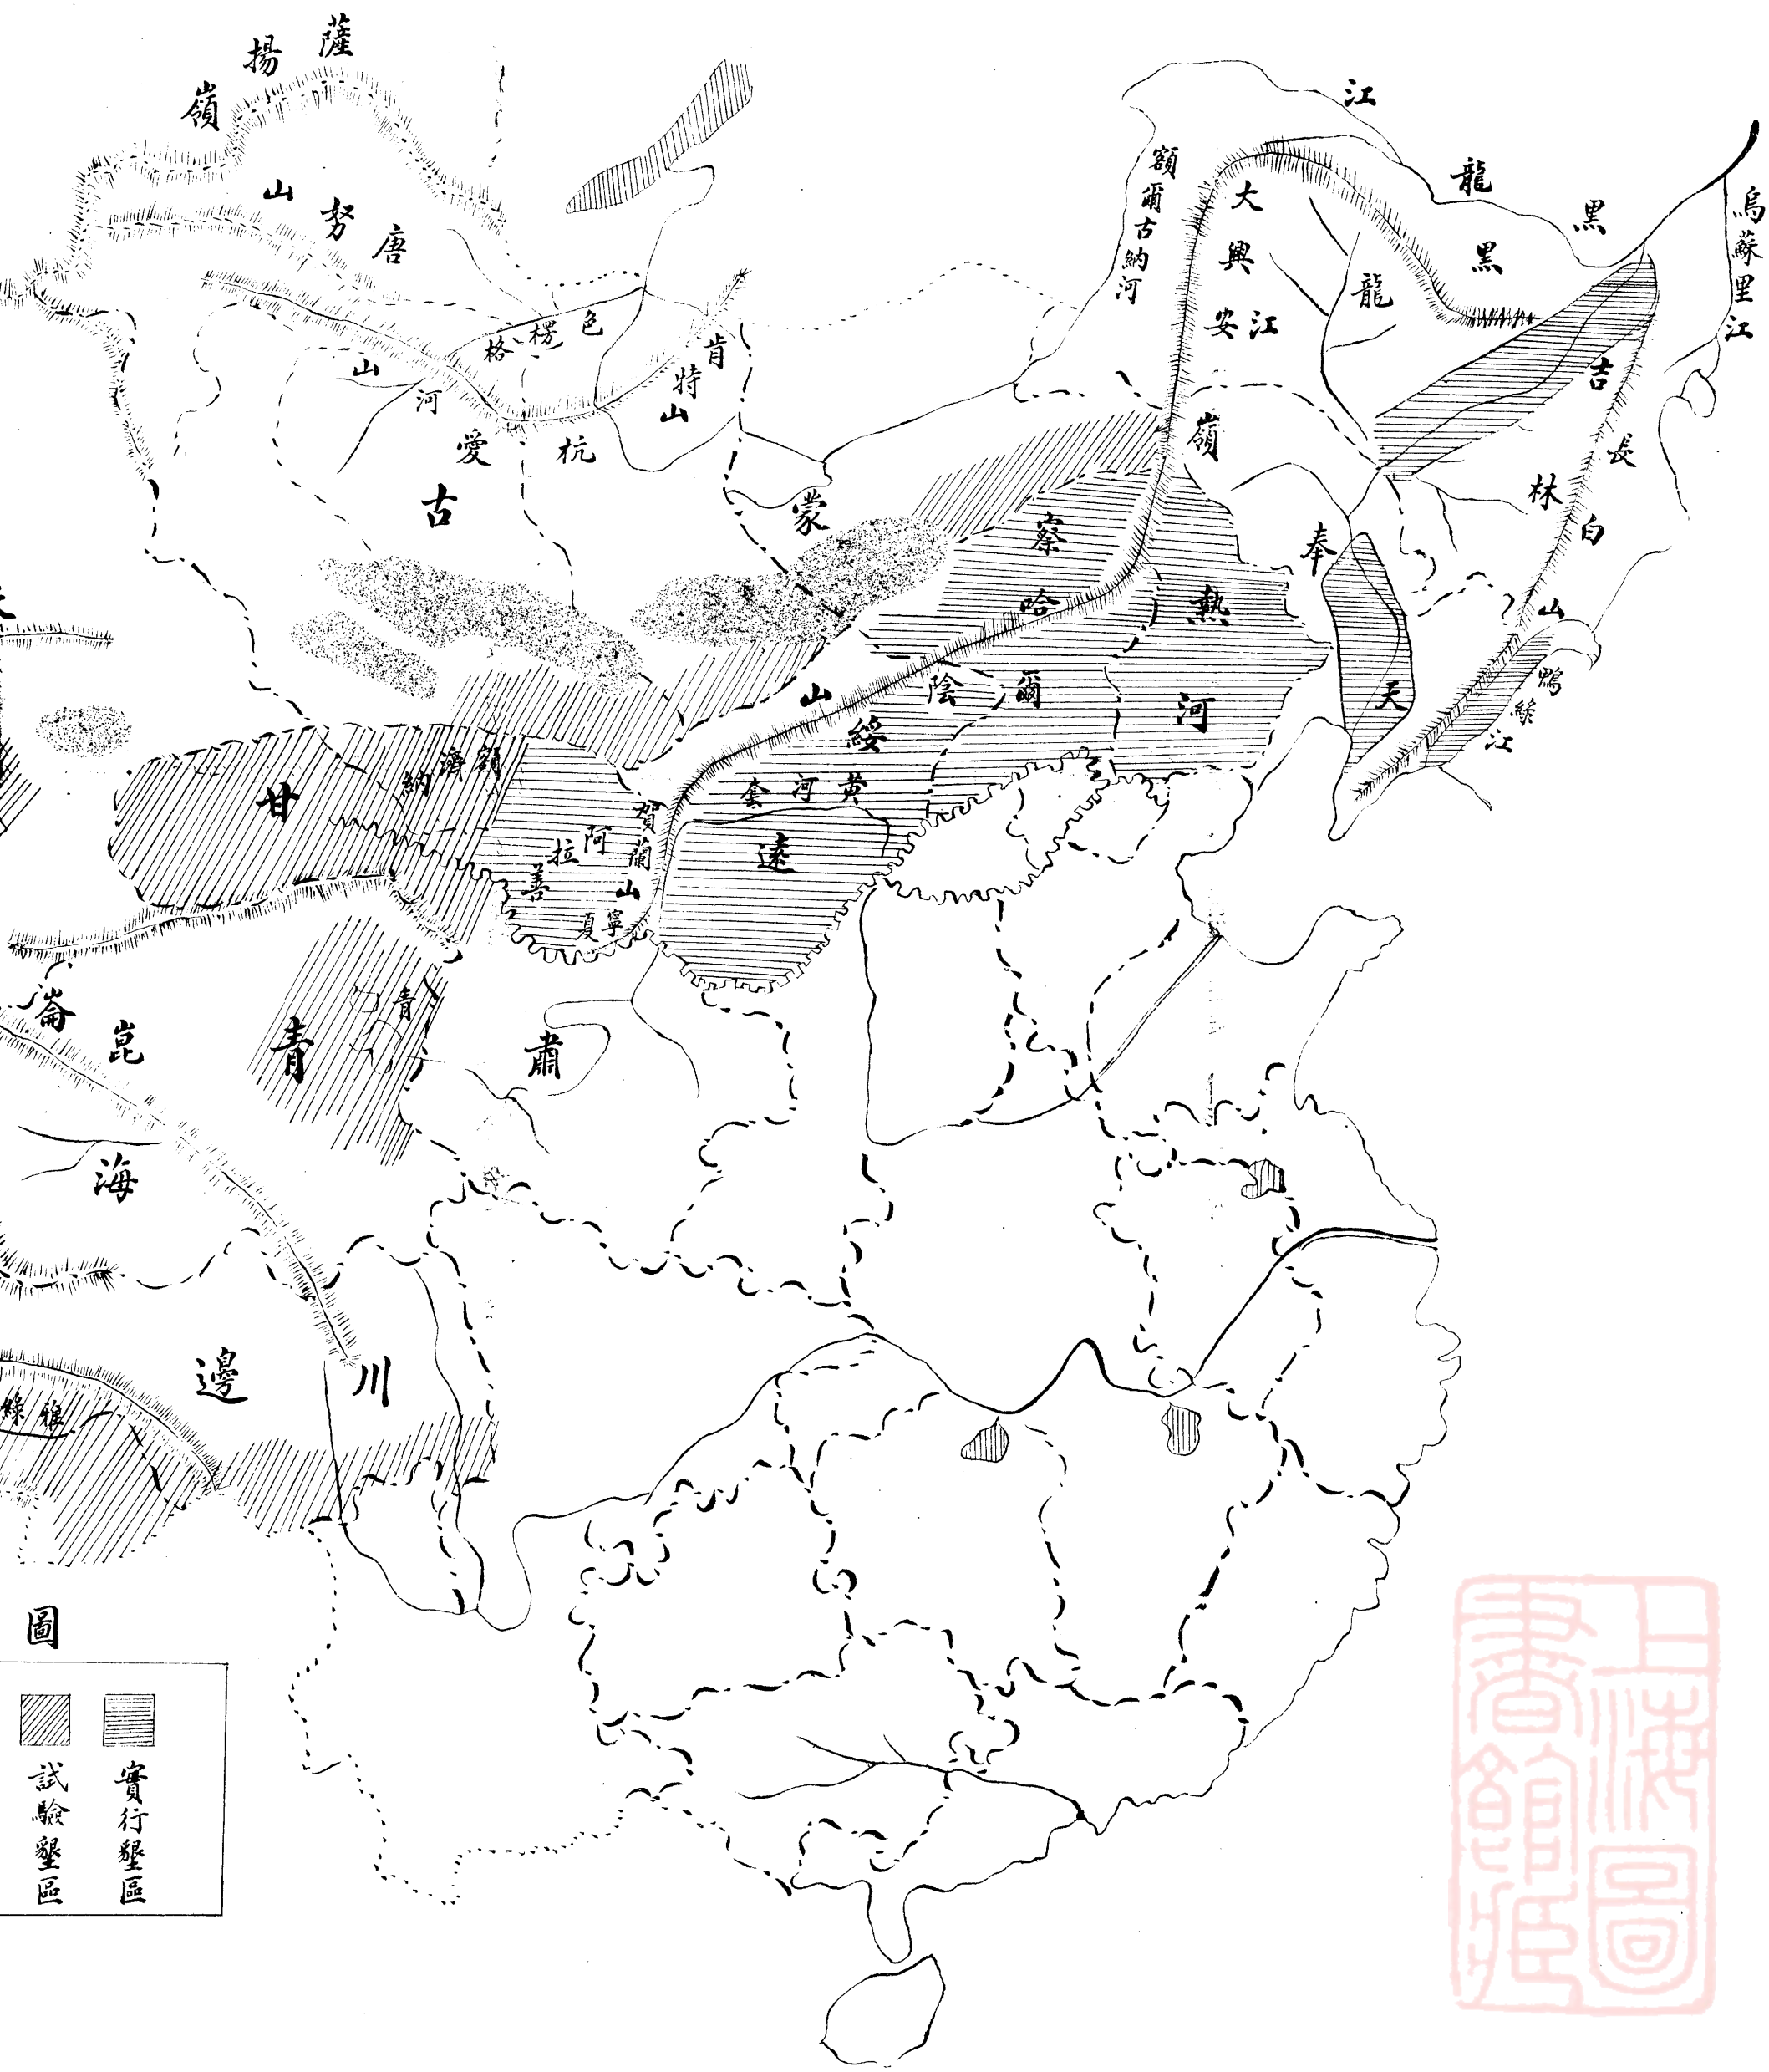 薩揚嶺
唐努山
色楞格河
肯特山
杭愛山
蒙古
額爾古納河
黑龍江
烏蘇里江
大興安嶺
黑龍江
吉林
長白山
鴨綠江
奉天
熱河
察哈爾
陰山
綏遠
黃河套
賀蘭山
寧夏
阿拉善
額濟納
甘肅
青海
青
崑崙
川邊
雅綠
圖
實行墾區
試驗墾區
上海圖書館藏